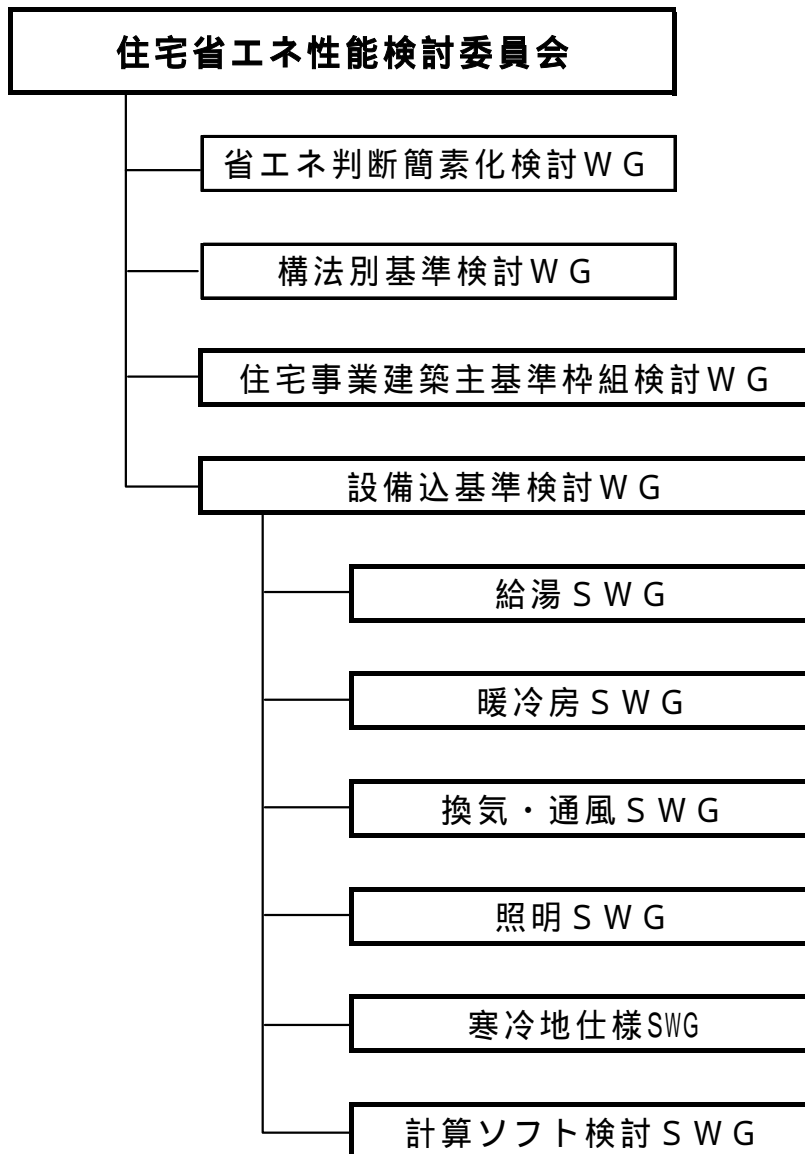 住宅省エネ性能検討委員会
省エネ判断簡素化検討ＷＧ
構法別基準検討ＷＧ
住宅事業建築主基準枠組検討ＷＧ
設備込基準検討ＷＧ
給湯ＳＷＧ
暖冷房ＳＷＧ
換気・通風ＳＷＧ
照明ＳＷＧ
寒冷地仕様SWG
計算ソフト検討ＳＷＧ